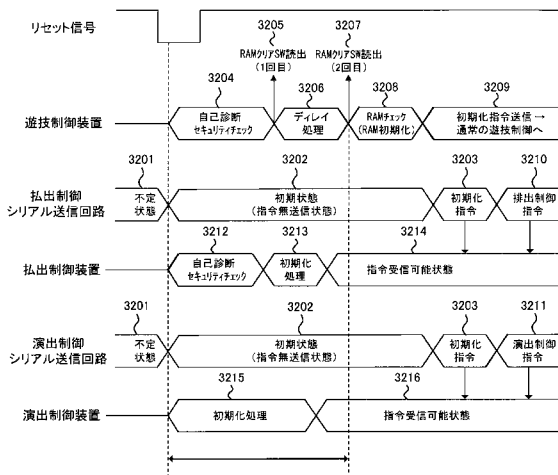 リセット信号
3205
3207
RAMクリアSW読出
(1回目)
RAMクリアSW読出
(2回目)
3204
3206
3208
3209
遊技制御装置
自己診断
セキュリティチェック
ディレイ
処理
RAMチェック
(RAM初期化)
初期化指令送信→
通常の遊技制御へ
3201
3202
3203
3210
払出制御
シリアル送信回路
不定
状態
初期状態
(指令無送信状態)
初期化
指令
排出制御
指令
3212
3213
3214
払出制御装置
自己診断
セキュリティチェック
初期化
処理
指令受信可能状態
3201
3202
3203
3211
演出制御
シリアル送信回路
不定
状態
初期状態
(指令無送信状態)
初期化
指令
演出制御
指令
3215
3216
演出制御装置
初期化処理
指令受信可能状態